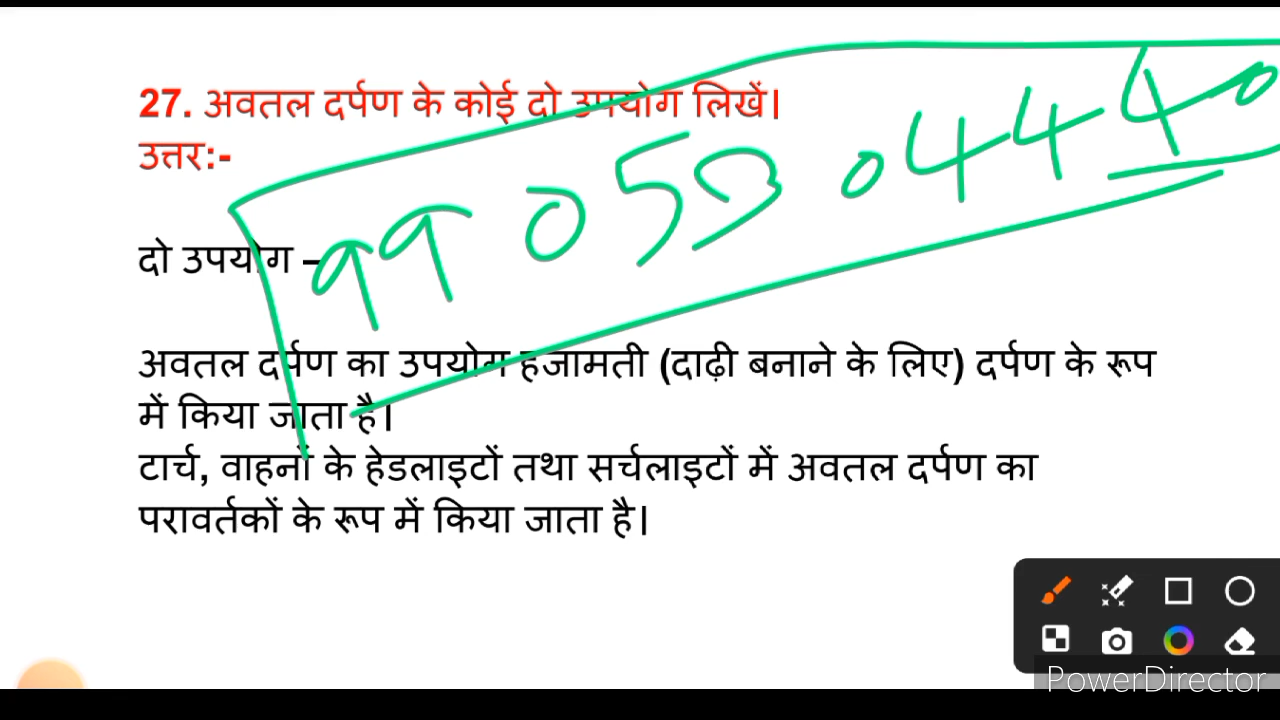 27. अवतल दर्पण के कोई दो उपयोग लिखें।
उत्तर:-
दो उपयोग –
अवतल दर्पण का उपयोग हजामती (दाढ़ी बनाने के लिए) दर्पण के रूप
में किया जाता है।
टार्च, वाहनों के हेडलाइटों तथा सर्चलाइटों में अवतल दर्पण का
परावर्तकों के रूप में किया जाता है।
PowerDirector